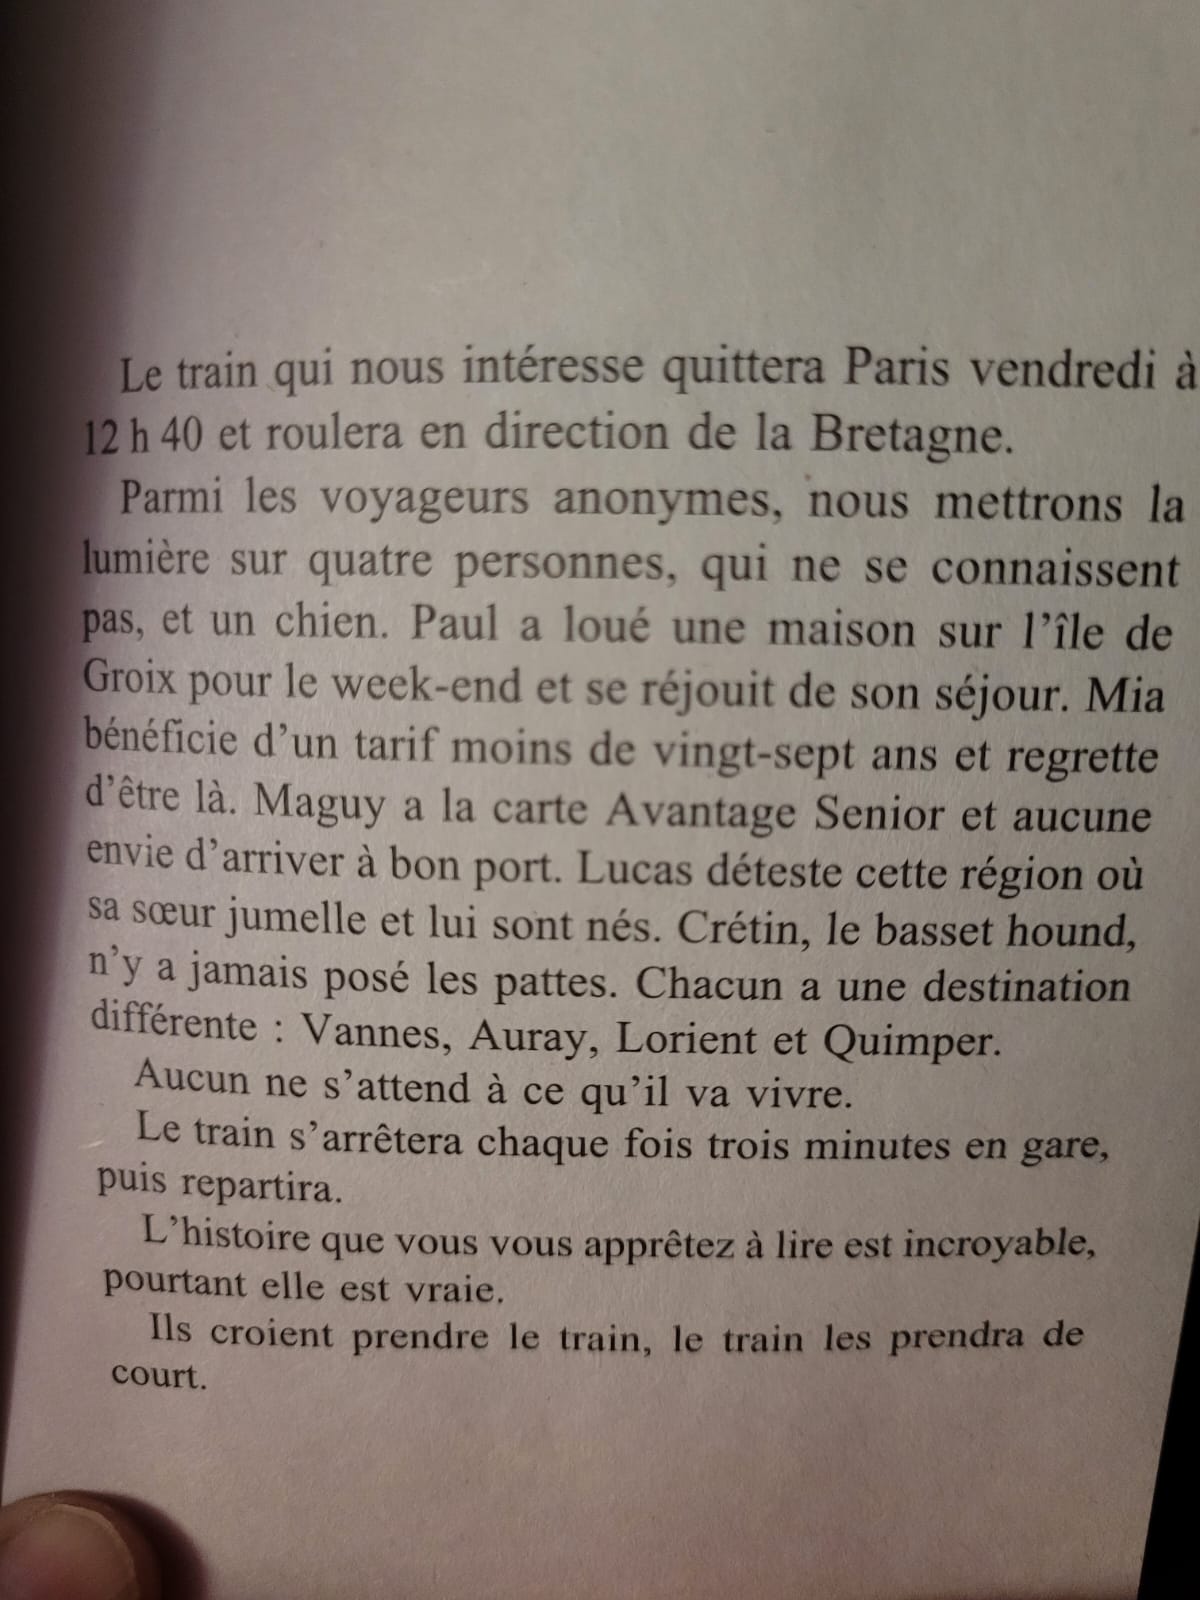 Le train qui nous intéresse quittera Paris vendredi à
12 h 40 et roulera en direction de la Bretagne.
Parmi les voyageurs anonymes, nous mettrons la
lumière sur quatre personnes, qui ne se connaissent
pas, et un chien. Paul a loué une maison sur l'île de
Groix pour le week-end et se réjouit de son séjour. Mia
bénéficie d'un tarif moins de vingt-sept ans et regrette
d'être là. Maguy a la carte Avantage Senior et aucune
envie d'arriver à bon port. Lucas déteste cette région où
sa sœur jumelle et lui sont nés. Crétin, le basset hound,
n'y a jamais posé les pattes. Chacun a une destination
différente : Vannes, Auray, Lorient et Quimper.
Aucun ne s'attend à ce qu'il va vivre.
Le train s'arrêtera chaque fois trois minutes en gare,
puis repartira.
L'histoire que vous vous apprêtez à lire est incroyable,
pourtant elle est vraie.
Ils croient prendre le train, le train les prendra de
court.